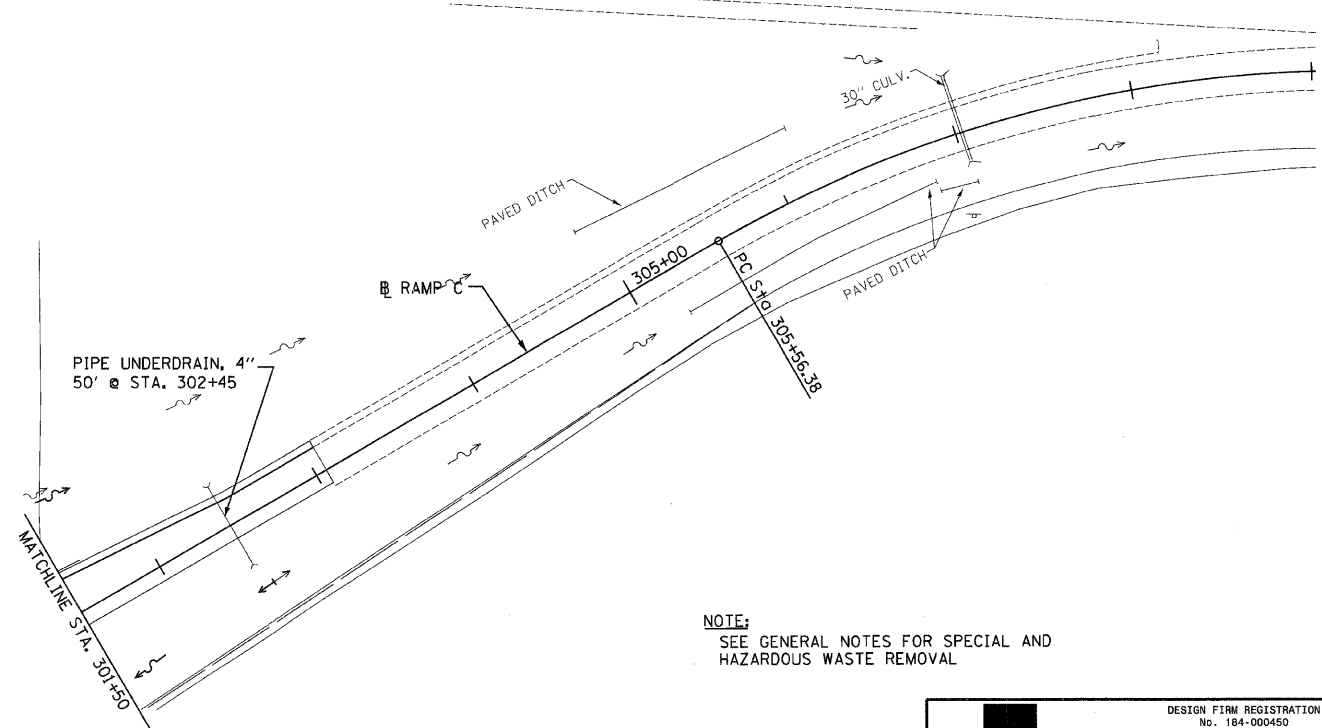 30" CULV.
PAVED DITCH
305+00
℄ RAMP C
PC Sta 305+56.38
PAVED DITCH
PIPE UNDERDRAIN, 4"
50' @ STA. 302+45
MATCHLINE STA. 301+50
NOTE:
SEE GENERAL NOTES FOR SPECIAL AND
HAZARDOUS WASTE REMOVAL
DESIGN FIRM REGISTRATION
No. 184-000450